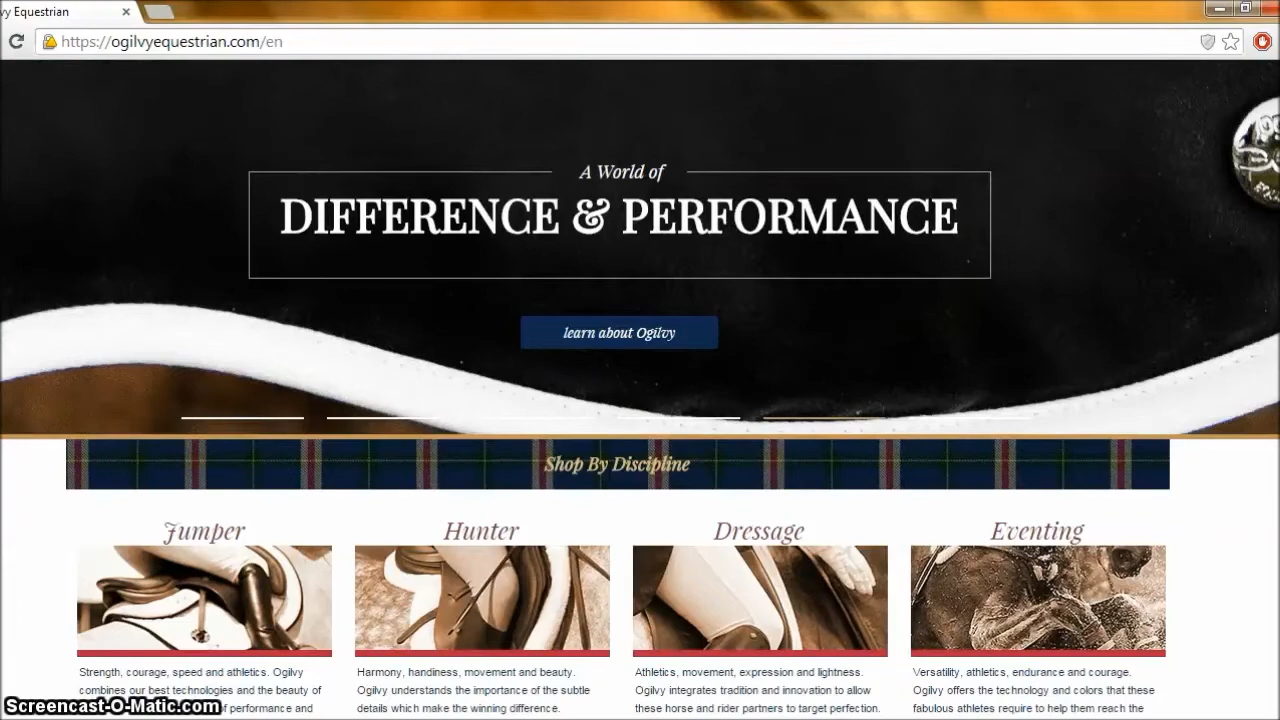 vy Equestrian
https://ogilvyequestrian.com/en
A World of
DIFFERENCE & PERFORMANCE
learn about Ogilvy
Shop By Discipline
Jumper
Hunter
Dressage
Eventing
Strength, courage, speed and athletics. Ogilvy
combines our best technologies and the beauty of
of performance and
Harmony, handiness, movement and beauty.
Ogilvy understands the importance of the subtle
details which make the winning difference.
Athletics, movement, expression and lightness.
Ogilvy integrates tradition and innovation to allow
these horse and rider partners to target perfection.
Versatility, athletics, endurance and courage.
Ogilvy offers the technology and colors that these
fabulous athletes require to help them reach the
Screencast-O-Matic.com